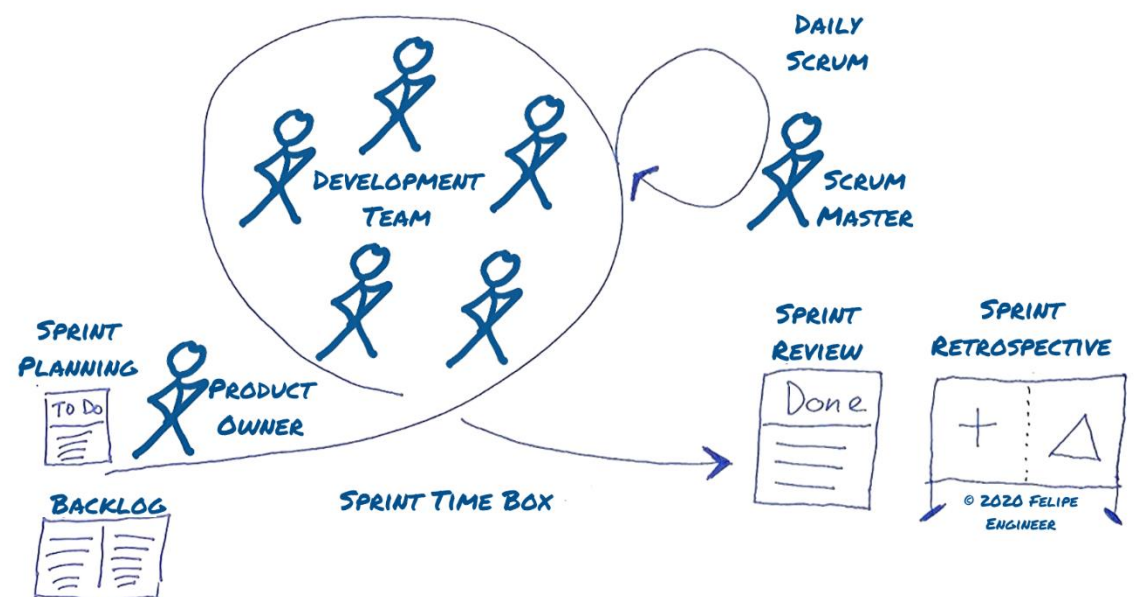 DAILY
SCRUM
DEVELOPMENT
TEAM
SCRUM
MASTER
SPRINT
PLANNING
TO DO
PRODUCT
OWNER
BACKLOG
SPRINT TIME BOX
SPRINT
REVIEW
Done
SPRINT
RETROSPECTIVE
© 2020 FELIPE
ENGINEER